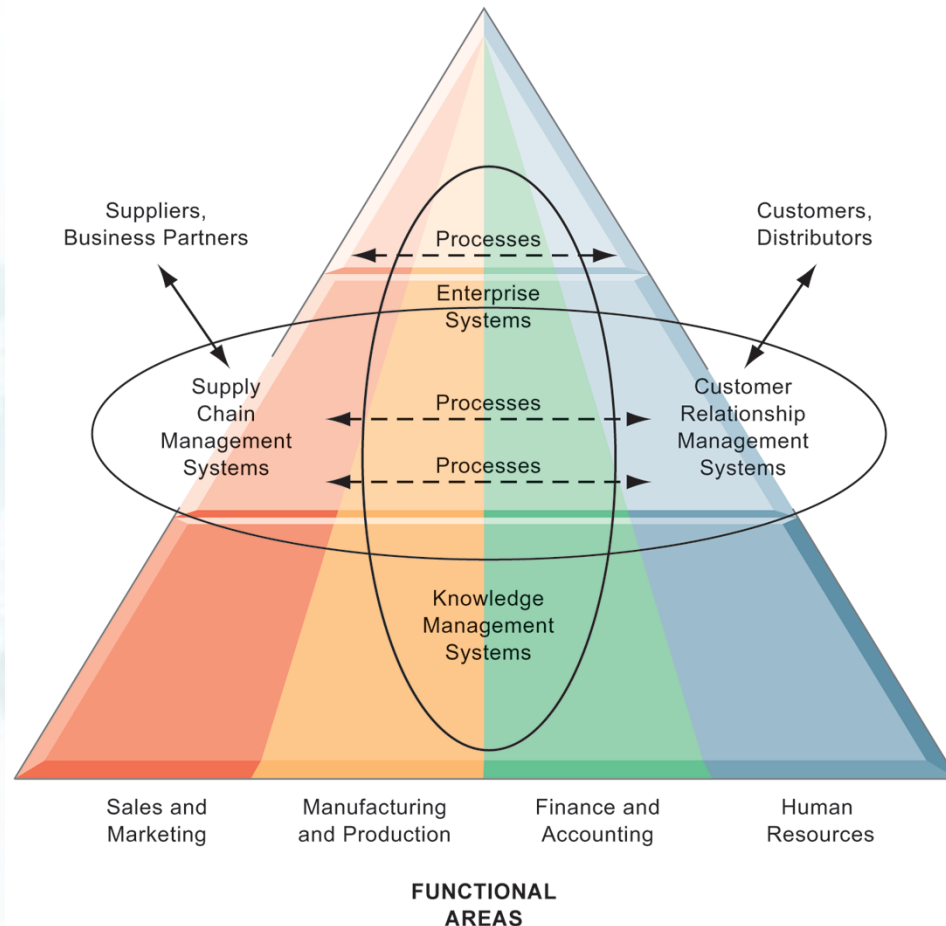 Suppliers,
Business Partners
Customers,
Distributors
Processes
Enterprise
Systems
Supply
Chain
Management
Systems
Processes
Processes
Customer
Relationship
Management
Systems
Knowledge
Management
Systems
Sales and
Marketing
Manufacturing
and Production
Finance and
Accounting
Human
Resources
FUNCTIONAL
AREAS